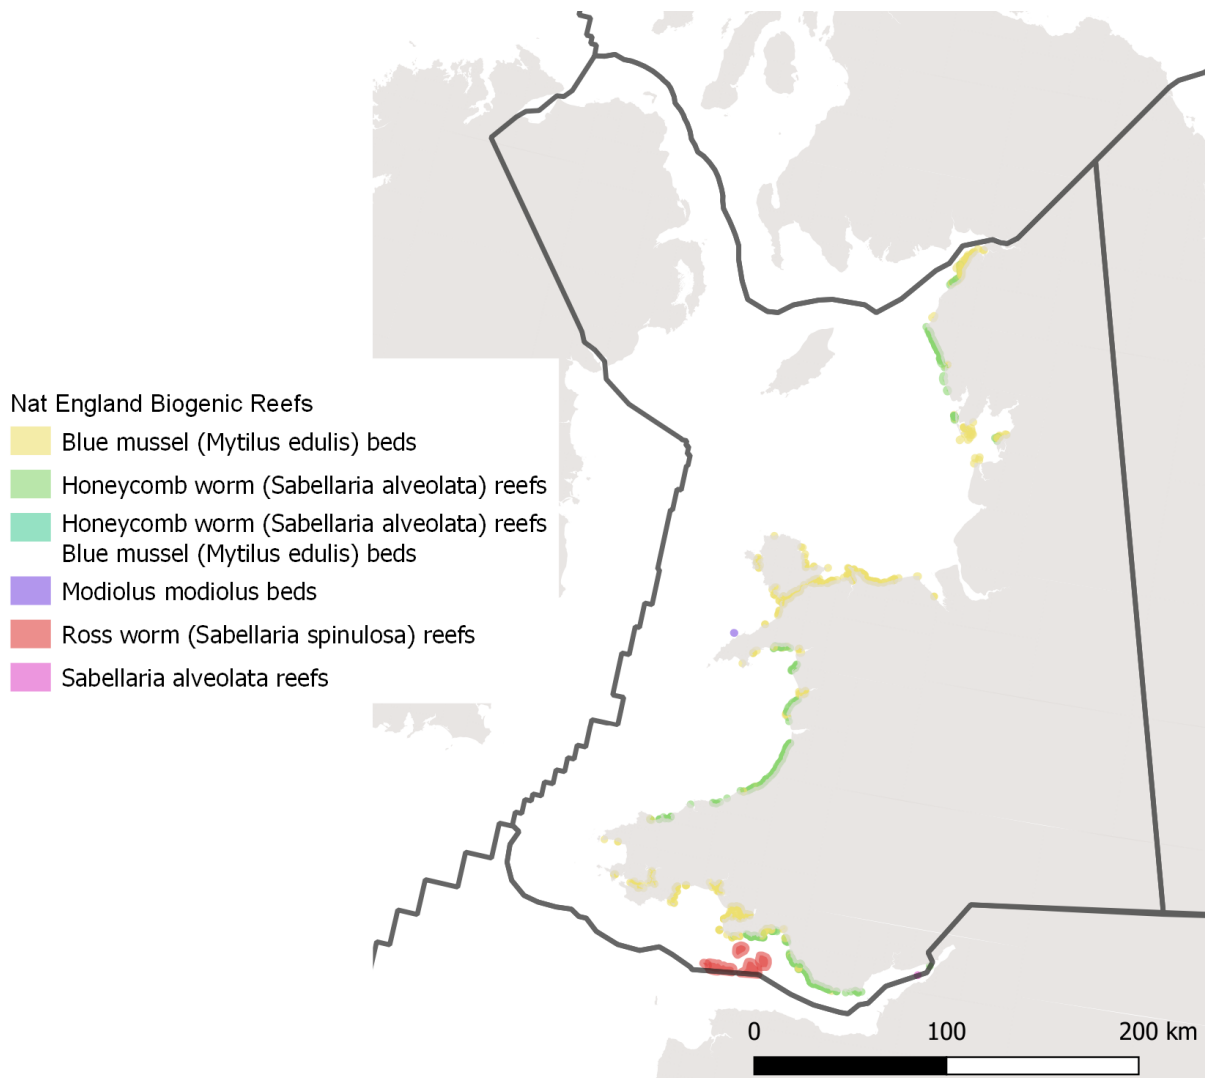 Nat England Biogenic Reefs
Blue mussel (Mytilus edulis) beds
Honeycomb worm (Sabellaria alveolata) reefs
Honeycomb worm (Sabellaria alveolata) reefs
Blue mussel (Mytilus edulis) beds
Modiolus modiolus beds
Ross worm (Sabellaria spinulosa) reefs
Sabellaria alveolata reefs
0 100 200 km